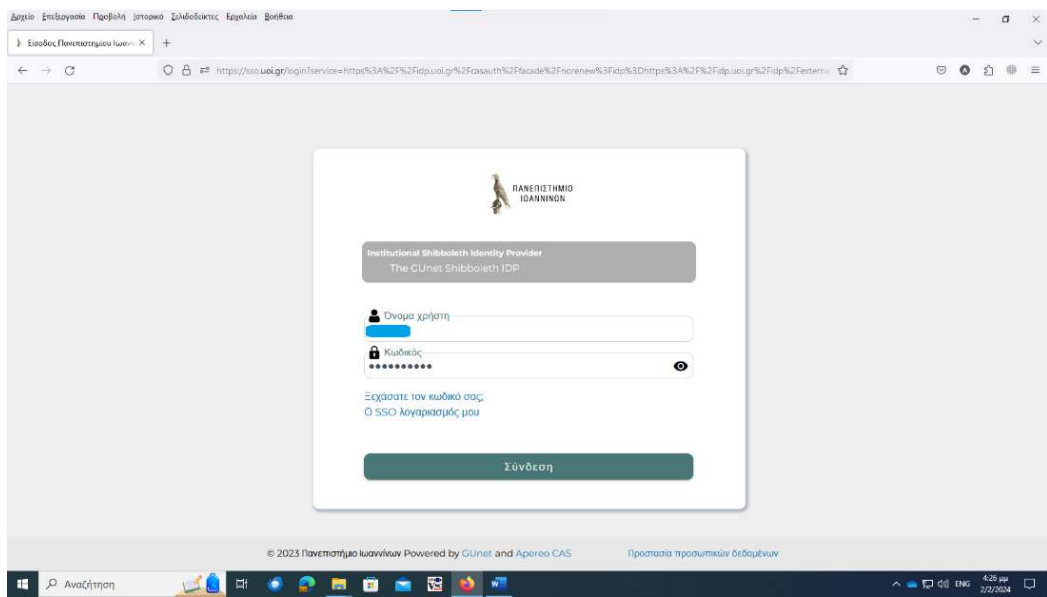 Αρχείο Επεξεργασία Προβολή Ιστορικό Σελιδοδείκτες Εργαλεία Βοήθεια
Είσοδος Πανεπιστημίου Ιωανν
https://sso.uoi.gr/login?service=https%3A%2F%2Fidp.uoi.gr%2Fcasauth%2Ffacade%2Fnorenew%3Fidp%3Dhttps%3A%2F%2Fidp.uoi.gr%2Fidp%2Fextern
ΠΑΝΕΠΙΣΤΗΜΙΟ
ΙΩΑΝΝΙΝΩΝ
Institutional Shibboleth Identity Provider
The GUnet Shibboleth IDP
Όνομα χρήστη
Κωδικός
••••••••••
Ξεχάσατε τον κωδικό σας;
Ο SSO λογαριασμός μου
Σύνδεση
© 2023 Πανεπιστήμιο Ιωαννίνων Powered by GUnet and Apereo CAS Προστασία προσωπικών δεδομένων
Αναζήτηση
ENG
4:26 μμ
2/2/2024